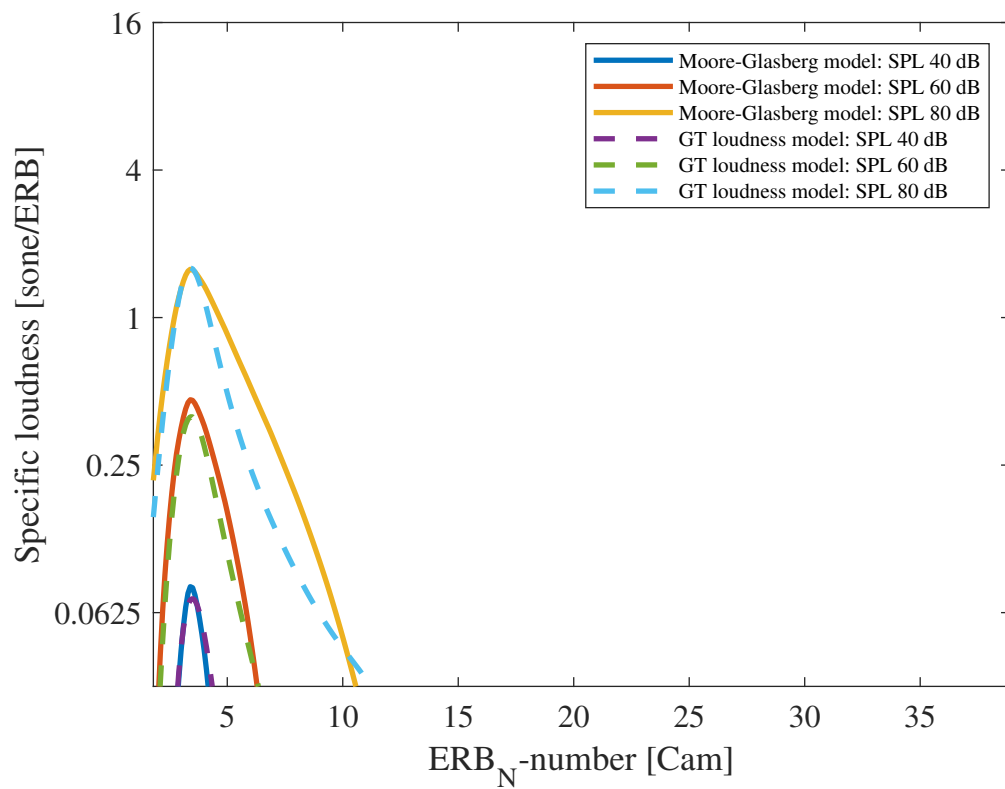 16
4
1
0.25
0.0625
Specific loudness [sone/ERB]
Moore-Glasberg model: SPL 40 dB
Moore-Glasberg model: SPL 60 dB
Moore-Glasberg model: SPL 80 dB
GT loudness model: SPL 40 dB
GT loudness model: SPL 60 dB
GT loudness model: SPL 80 dB
5 10 15 20 25 30 35
ERB_N-number [Cam]